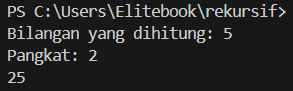 PS C:\Users\Elitebook\rekursif>
Bilangan yang dihitung: 5
Pangkat: 2
25